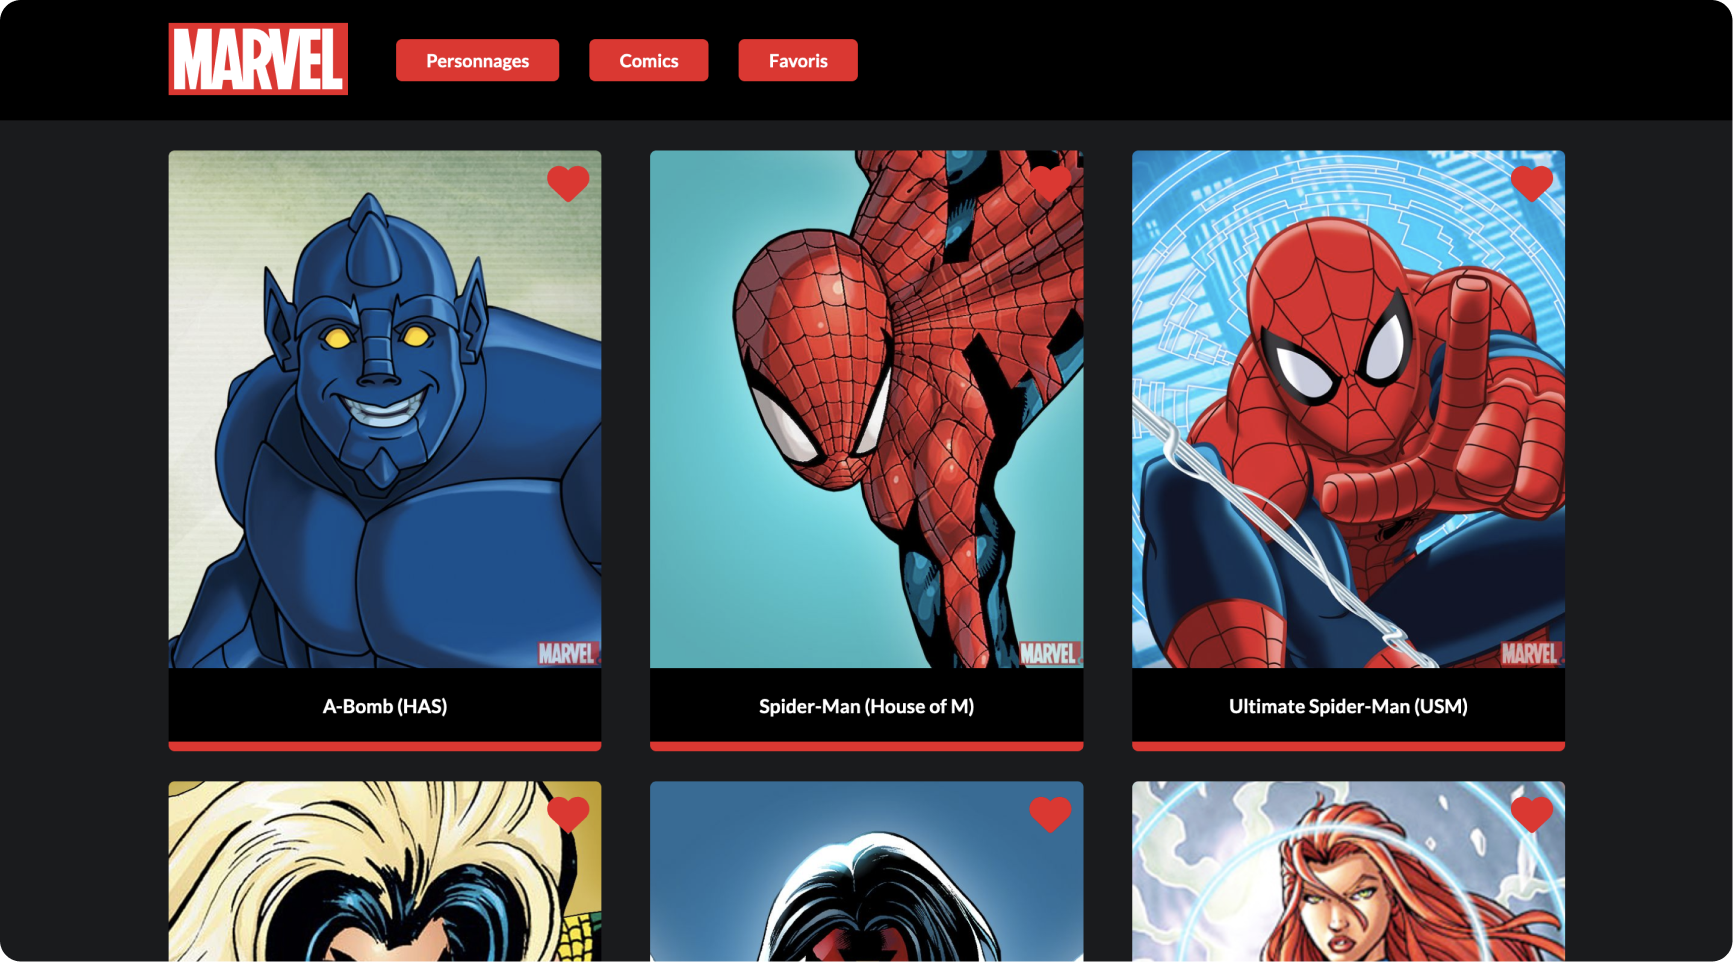 MARVEL
Personnages
Comics
Favoris
MARVEL
MARVEL
MARVEL
A-Bomb (HAS)
Spider-Man (House of M)
Ultimate Spider-Man (USM)